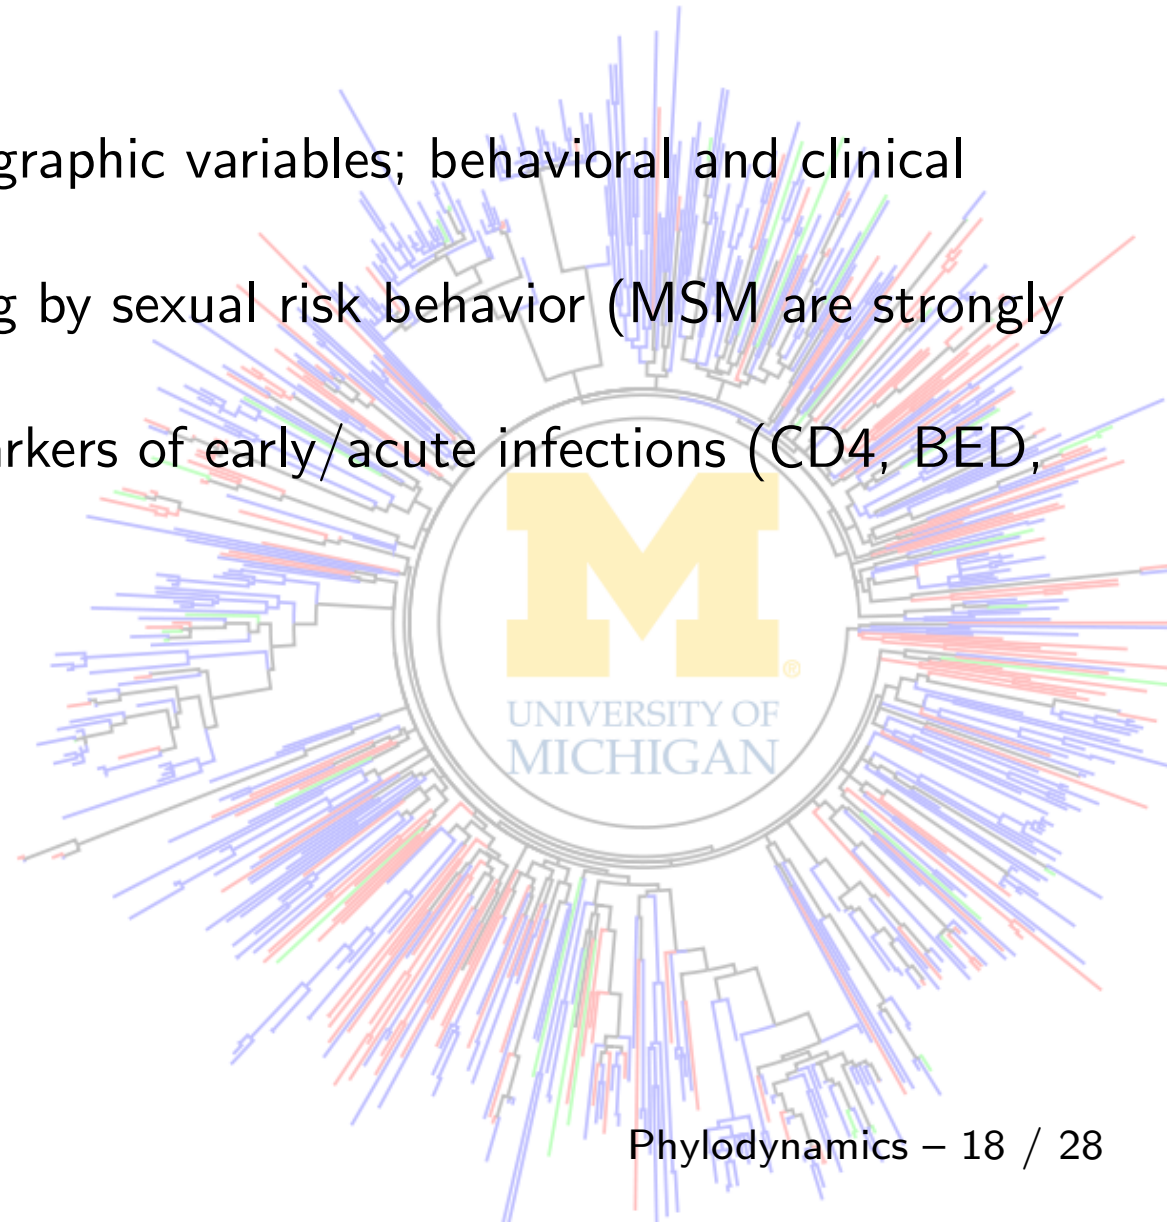 graphic variables; behavioral and clinical
g by sexual risk behavior (MSM are strongly
arkers of early/acute infections (CD4, BED,
®
UNIVERSITY OF
MICHIGAN
Phylodynamics – 18 / 28